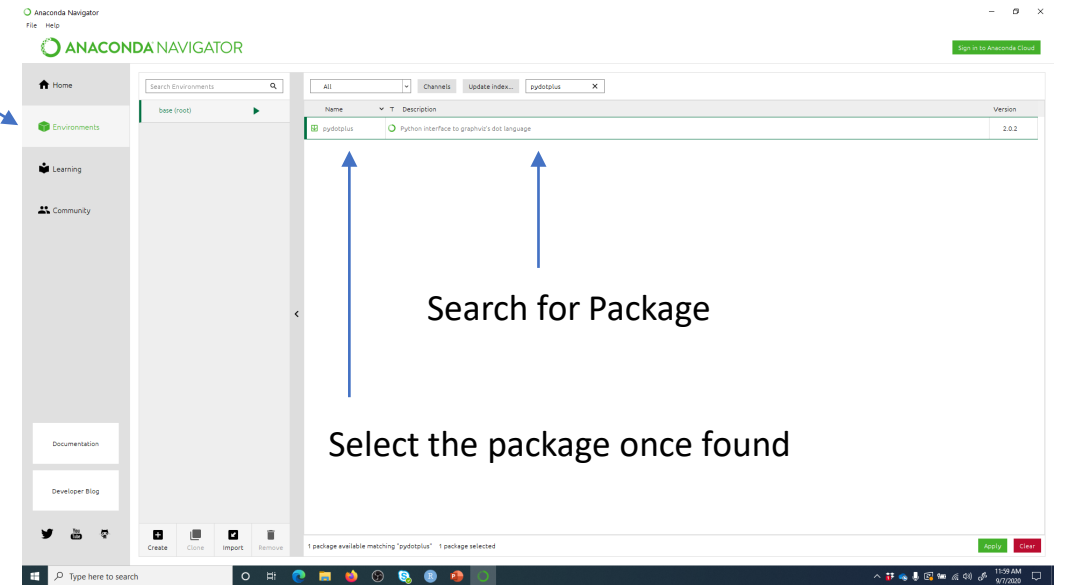 Anaconda Navigator
File Help
ANACONDA NAVIGATOR
Sign in to Anaconda Cloud
Home
Environments
Learning
Community
Documentation
Developer Blog
You Tube
Search Environments
base (root)
Create Clone Import Remove
All Channels Update index... pydotplus X
Name T Description Version
pydotplus Python interface to graphviz's dot language 2.0.2
Search for Package
Select the package once found
1 package available matching "pydotplus" 1 package selected
Apply Clear
Type here to search
11:59 AM
9/7/2020